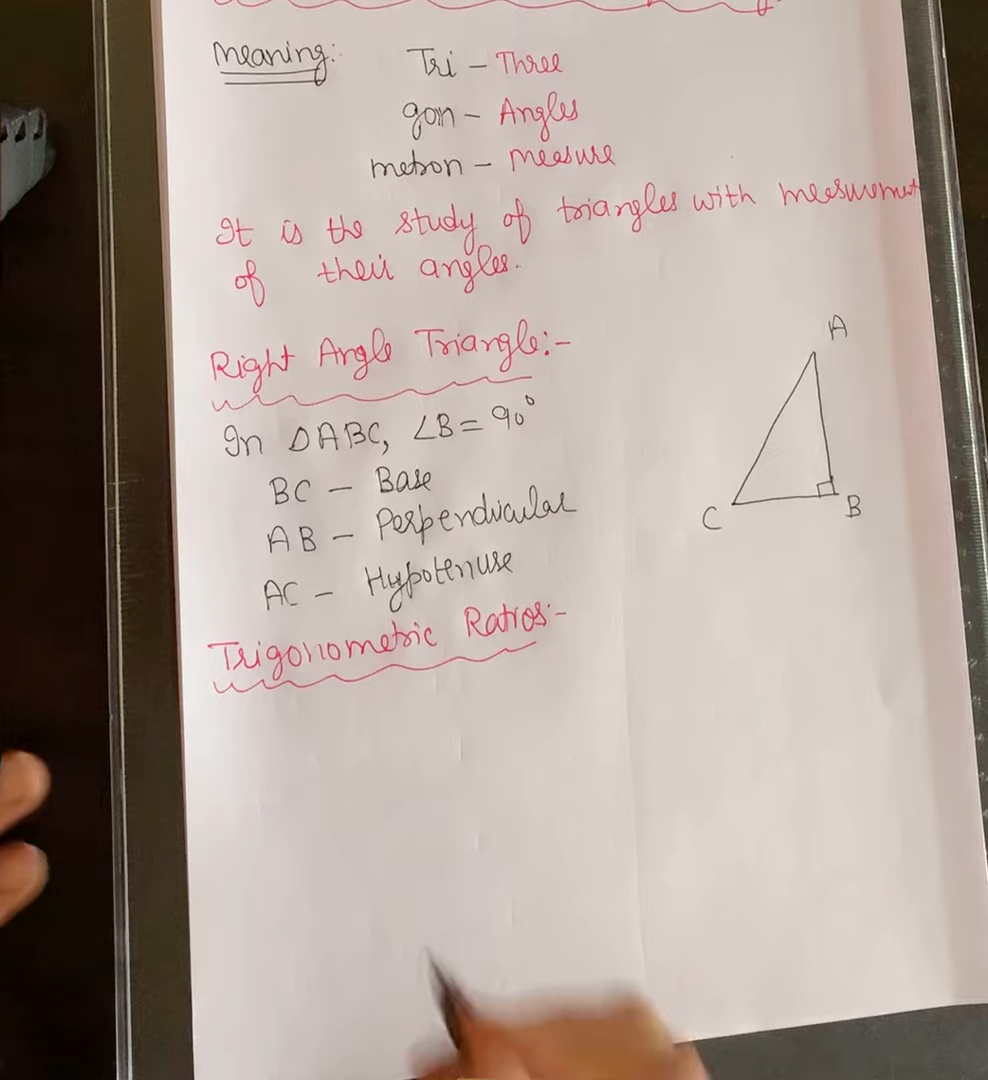 Meaning:
Tri - Three
gon - Angles
metron - Measure
It is the study of triangles with measurement
of their angles.
Right Angle Triangle:-
A
In △ABC, ∠B = 90°
BC - Base
AB - Perpendicular
C B
AC - Hypotenuse
Trigonometric Ratios:-